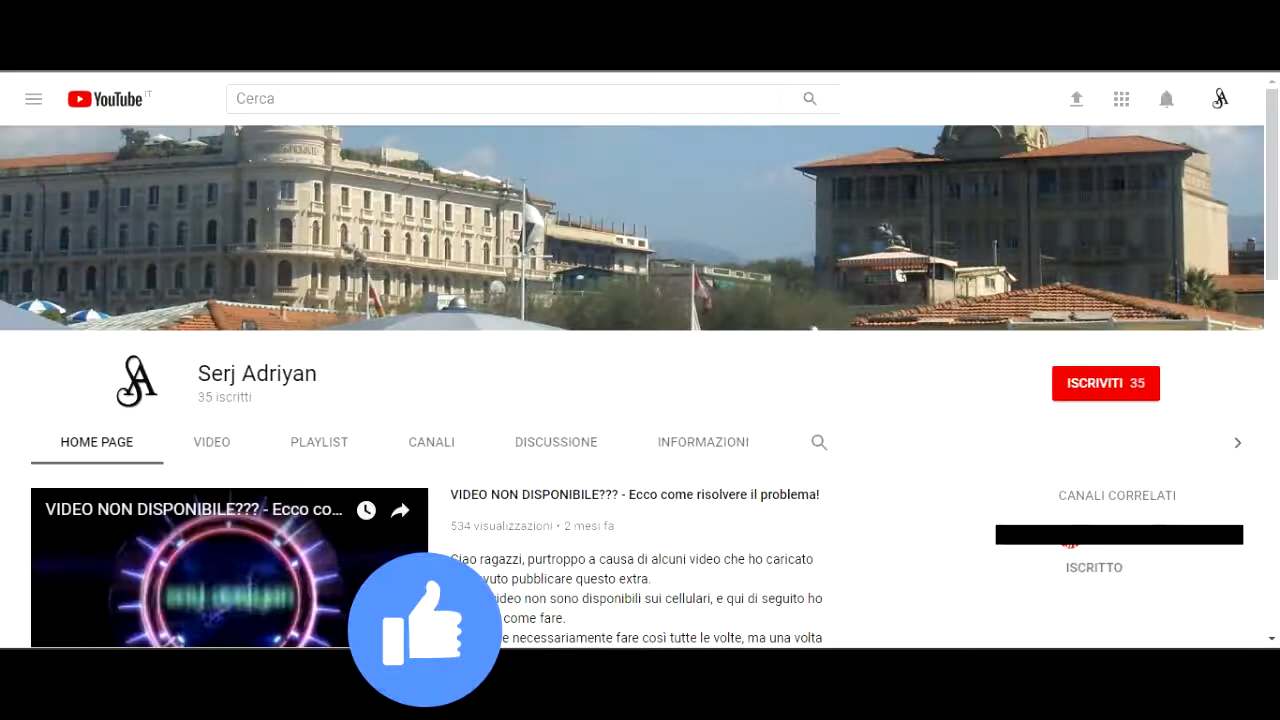 YouTube IT
Cerca
Serj Adriyan
35 iscritti
ISCRIVITI 35
HOME PAGE
VIDEO
PLAYLIST
CANALI
DISCUSSIONE
INFORMAZIONI
VIDEO NON DISPONIBILE??? - Ecco co...
VIDEO NON DISPONIBILE??? - Ecco come risolvere il problema!
534 visualizzazioni • 2 mesi fa
Ciao ragazzi, purtroppo a causa di alcuni video che ho caricato
pubblicare questo extra.
non sono disponibili sui cellulari, e qui di seguito ho
come fare.
necessariamente fare così tutte le volte, ma una volta
CANALI CORRELATI
ISCRITTO